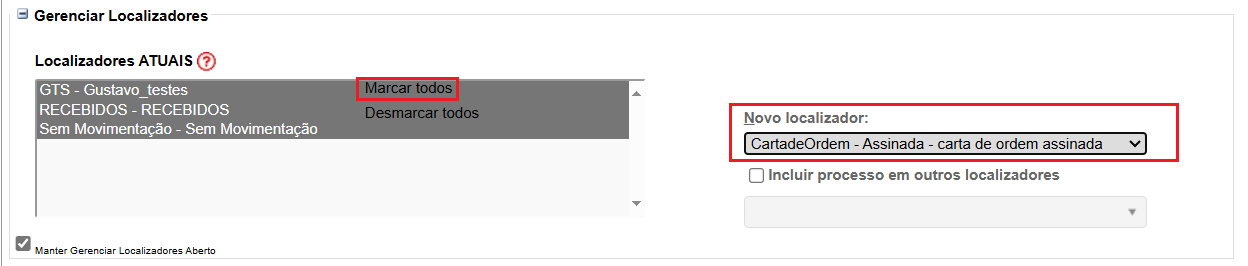 Gerenciar Localizadores
Localizadores ATUAIS ?
GTS - Gustavo_testes
RECEBIDOS - RECEBIDOS
Sem Movimentação - Sem Movimentação
Marcar todos
Desmarcar todos
Novo localizador:
CartadeOrdem - Assinada - carta de ordem assinada
Incluir processo em outros localizadores
Manter Gerenciar Localizadores Aberto